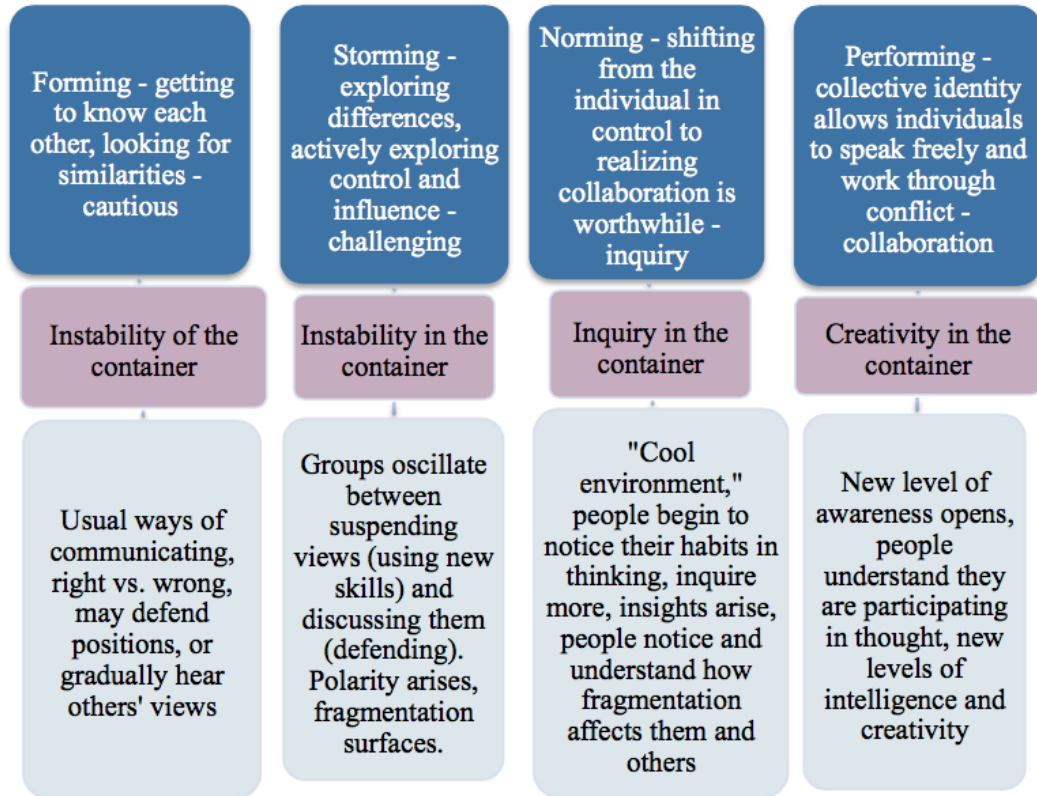 Forming - getting
to know each
other, looking for
similarities -
cautious
Instability of the
container
Usual ways of
communicating,
right vs. wrong,
may defend
positions, or
gradually hear
others' views
Storming -
exploring
differences,
actively exploring
control and
influence -
challenging
Instability in the
container
Groups oscillate
between
suspending
views (using new
skills) and
discussing them
(defending).
Polarity arises,
fragmentation
surfaces.
Norming - shifting
from the
individual in
control to
realizing
collaboration is
worthwhile -
inquiry
Inquiry in the
container
"Cool
environment,"
people begin to
notice their habits in
thinking, inquire
more, insights arise,
people notice and
understand how
fragmentation
affects them and
others
Performing -
collective identity
allows individuals
to speak freely and
work through
conflict -
collaboration
Creativity in the
container
New level of
awareness opens,
people
understand they
are participating
in thought, new
levels of
intelligence and
creativity